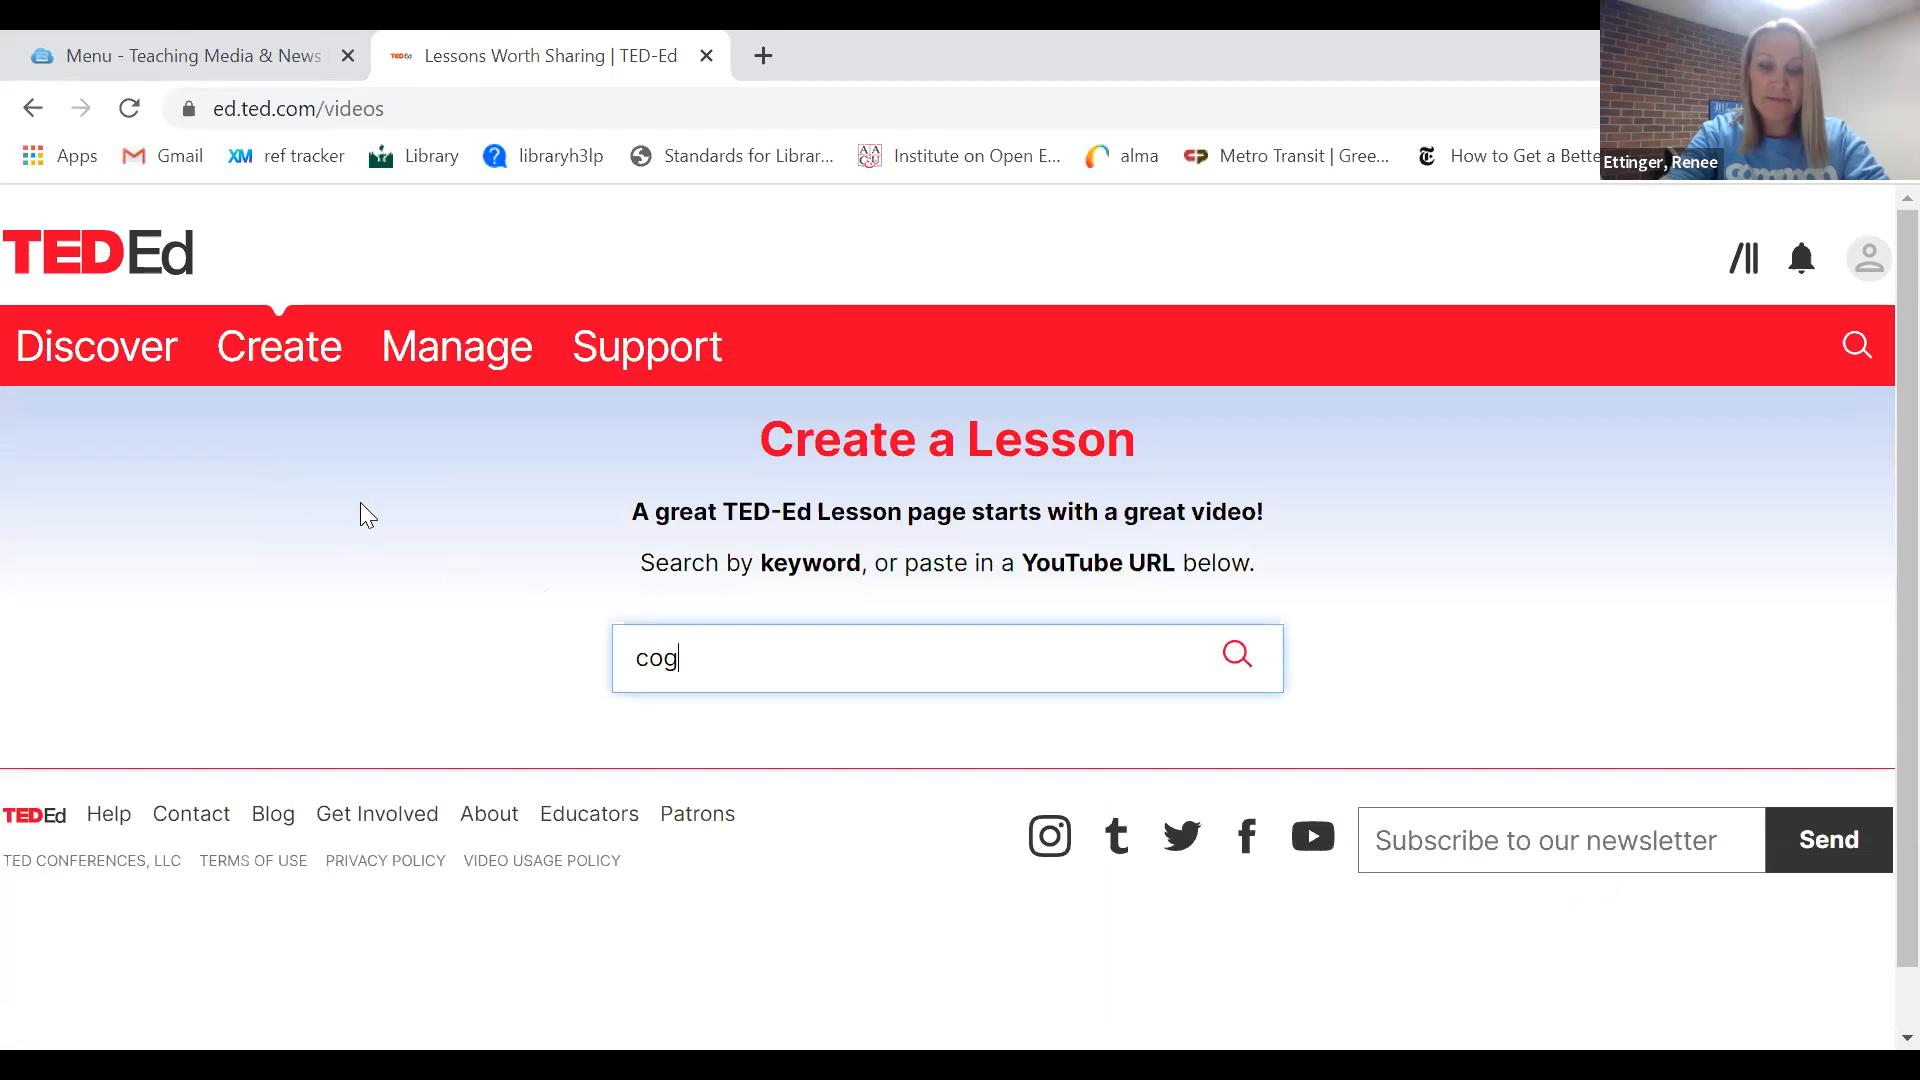 Menu - Teaching Media & News
Lessons Worth Sharing | TED-Ed
ed.ted.com/videos
Apps
Gmail
XM ref tracker
Library
libraryh3lp
Standards for Librar...
Institute on Open E...
alma
Metro Transit | Gree...
How to Get a Bette
Ettinger, Renee
common
TEDEd
Discover Create Manage Support
Create a Lesson
A great TED-Ed Lesson page starts with a great video!
Search by keyword, or paste in a YouTube URL below.
cog
TEDEd Help Contact Blog Get Involved About Educators Patrons
TED CONFERENCES, LLC TERMS OF USE PRIVACY POLICY VIDEO USAGE POLICY
Subscribe to our newsletter Send